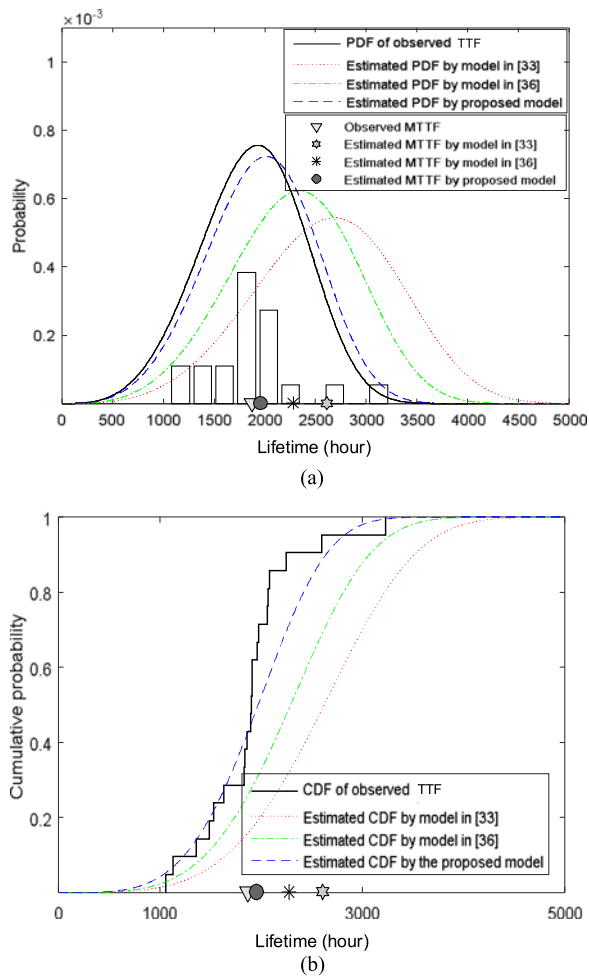 ×10⁻³
1
0.8
0.6
0.4
0.2
Probability
PDF of observed TTF
Estimated PDF by model in [33]
Estimated PDF by model in [36]
Estimated PDF by proposed model
Observed MTTF
Estimated MTTF by model in [33]
Estimated MTTF by model in [36]
Estimated MTTF by proposed model
0 500 1000 1500 2000 2500 3000 3500 4000 4500 5000
Lifetime (hour)
(a)
1
0.8
0.6
0.4
0.2
Cumulative probability
CDF of observed TTF
Estimated CDF by model in [33]
Estimated CDF by model in [36]
Estimated CDF by the proposed model
0 1000 3000 5000
Lifetime (hour)
(b)